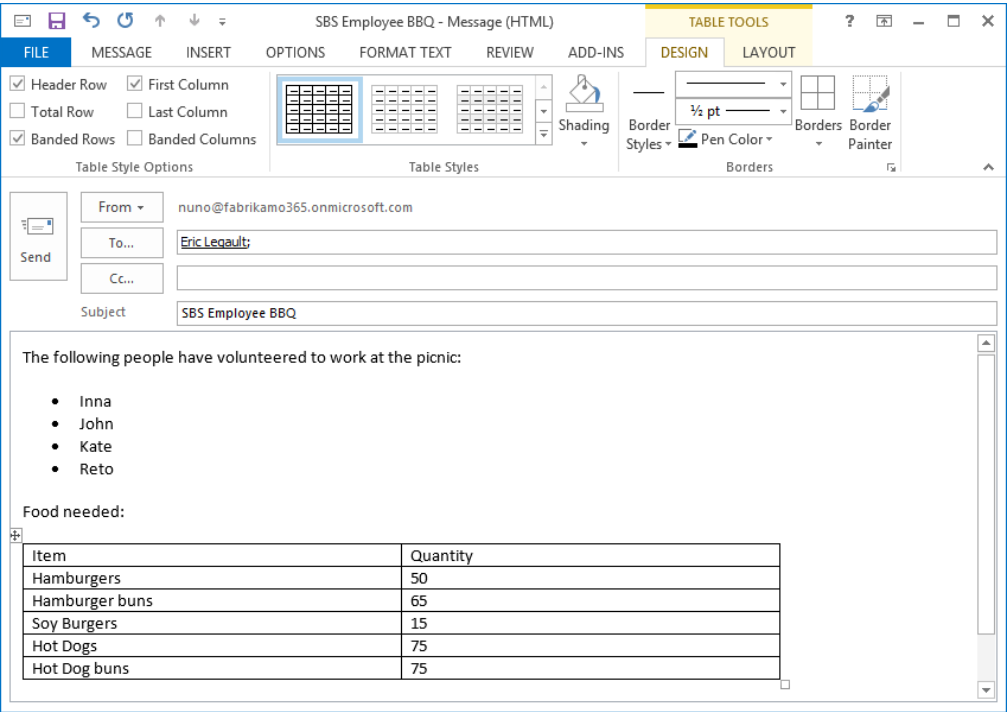 SBS Employee BBQ - Message (HTML)
TABLE TOOLS
?
FILE MESSAGE INSERT OPTIONS FORMAT TEXT REVIEW ADD-INS DESIGN LAYOUT
Header Row First Column
Total Row Last Column
Banded Rows Banded Columns
Table Style Options
Table Styles
Shading
Border Styles
½ pt
Pen Color
Borders
Border Painter
Borders
Send
From nuno@fabrikamo365.onmicrosoft.com
To... Eric Legault;
Cc...
Subject SBS Employee BBQ
The following people have volunteered to work at the picnic:
• Inna
• John
• Kate
• Reto
Food needed:
Item Quantity
Hamburgers 50
Hamburger buns 65
Soy Burgers 15
Hot Dogs 75
Hot Dog buns 75